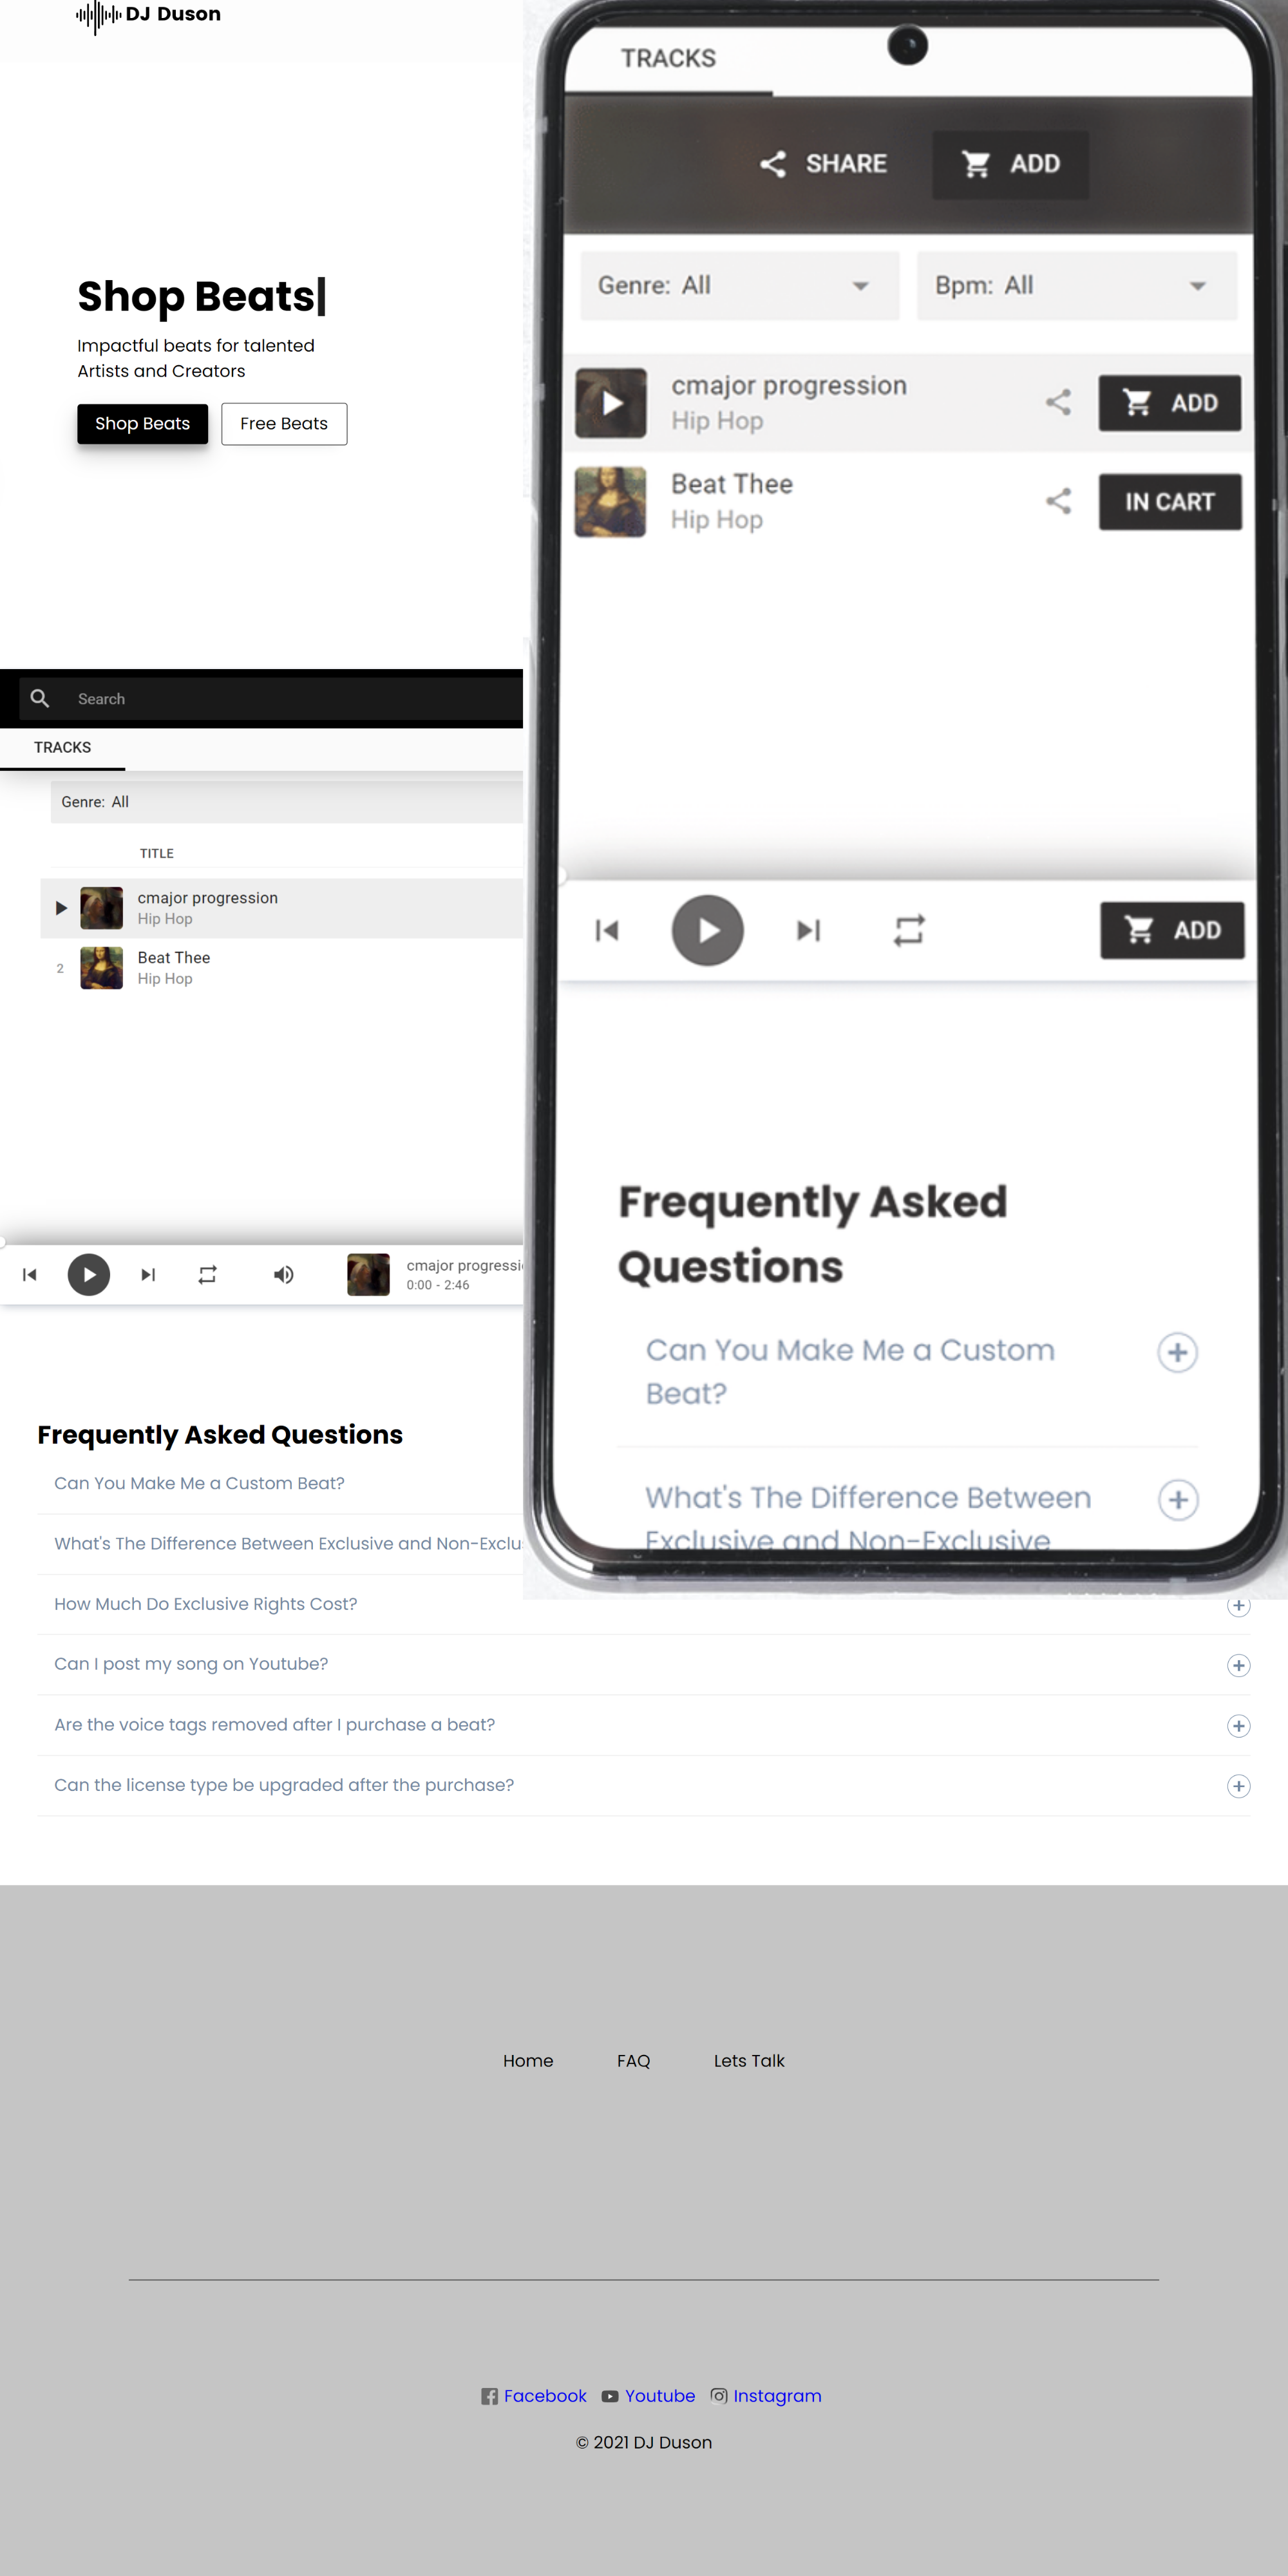 DJ Duson
Shop Beats
Impactful beats for talented
Artists and Creators
Shop Beats
Free Beats
Search
TRACKS
Genre: All
TITLE
cmajor progression
Hip Hop
2
Beat Thee
Hip Hop
cmajor progressi
0:00 - 2:46
Frequently Asked Questions
Can You Make Me a Custom Beat?
What's The Difference Between Exclusive and Non-Exclu
How Much Do Exclusive Rights Cost?
Can I post my song on Youtube?
Are the voice tags removed after I purchase a beat?
Can the license type be upgraded after the purchase?
TRACKS
SHARE
ADD
Genre: All
Bpm: All
cmajor progression
Hip Hop
ADD
Beat Thee
Hip Hop
IN CART
ADD
Frequently Asked
Questions
Can You Make Me a Custom
Beat?
What's The Difference Between
Exclusive and Non-Exclusive
Home FAQ Lets Talk
Facebook Youtube Instagram
© 2021 DJ Duson